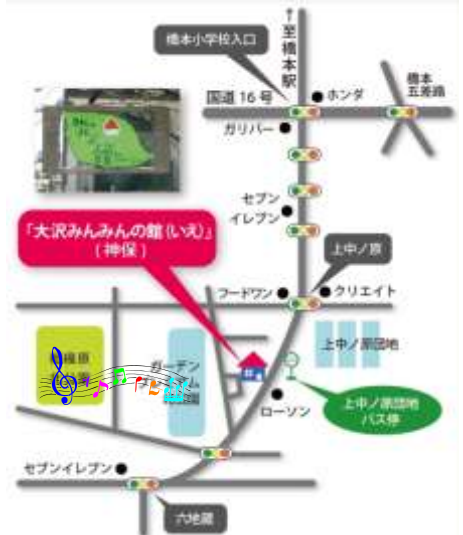 ↑至橋本駅
橋本小学校入口
国道16号
ホンダ
橋本
五差路
ガリバー
セブン
イレブン
「大沢みんみんの館(いえ)」
(神保)
上中ノ原
フードワン
クリエイト
上中ノ原団地
ガーデン
ローソン
上中ノ原団地
バス停
セブンイレブン
六地蔵